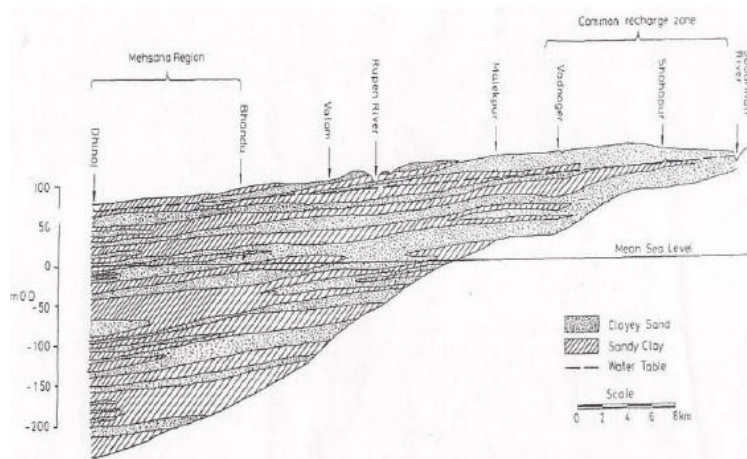 Common recharge zone
Mehsana Region
Dhinoj
Bhandu
Valam
Rupen River
Malekpur
Vadnager
Shahapur
River
100
50
0
mOD
-50
-100
-150
-200
Mean Sea Level
Clayey Sand
Sandy Clay
Water Table
Scale
0 2 4 6 8km